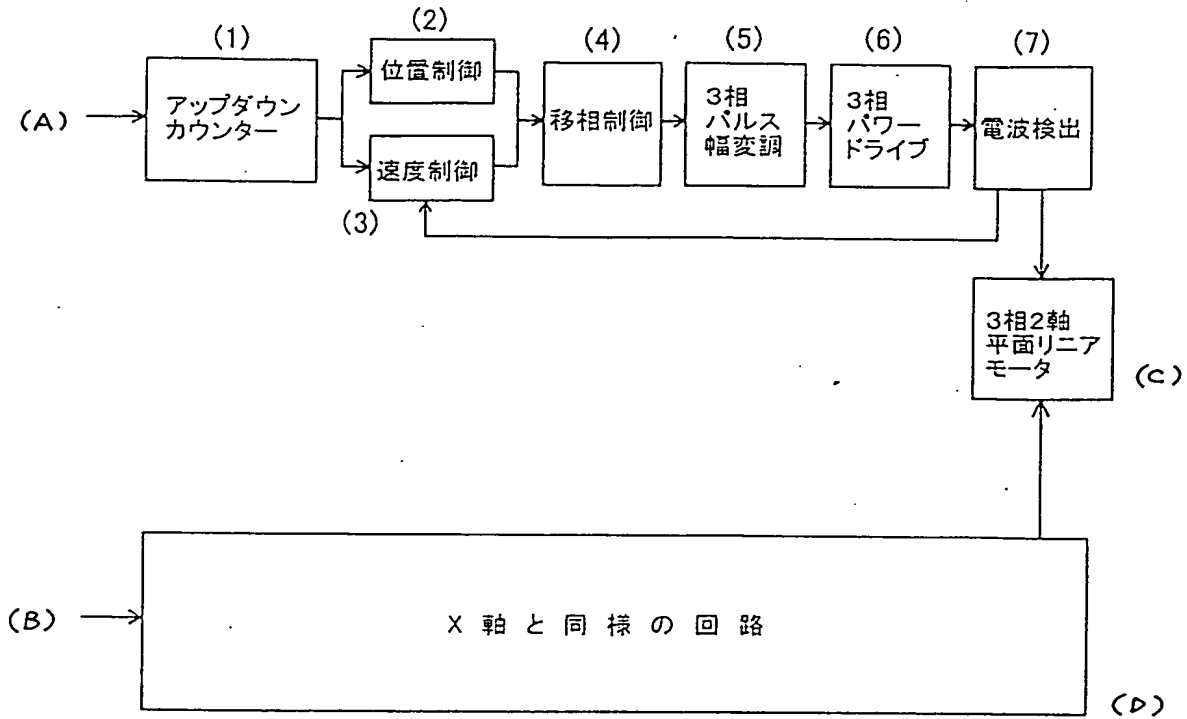 (1)
(2)
(4)
(5)
(6)
(7)
(A)
アップダウン
カウンター
位置制御
速度制御
(3)
移相制御
3相
パルス
幅変調
3相
パワー
ドライブ
電波検出
3相2軸
平面リニア
モータ
(C)
(B)
X軸と同様の回路
(D)